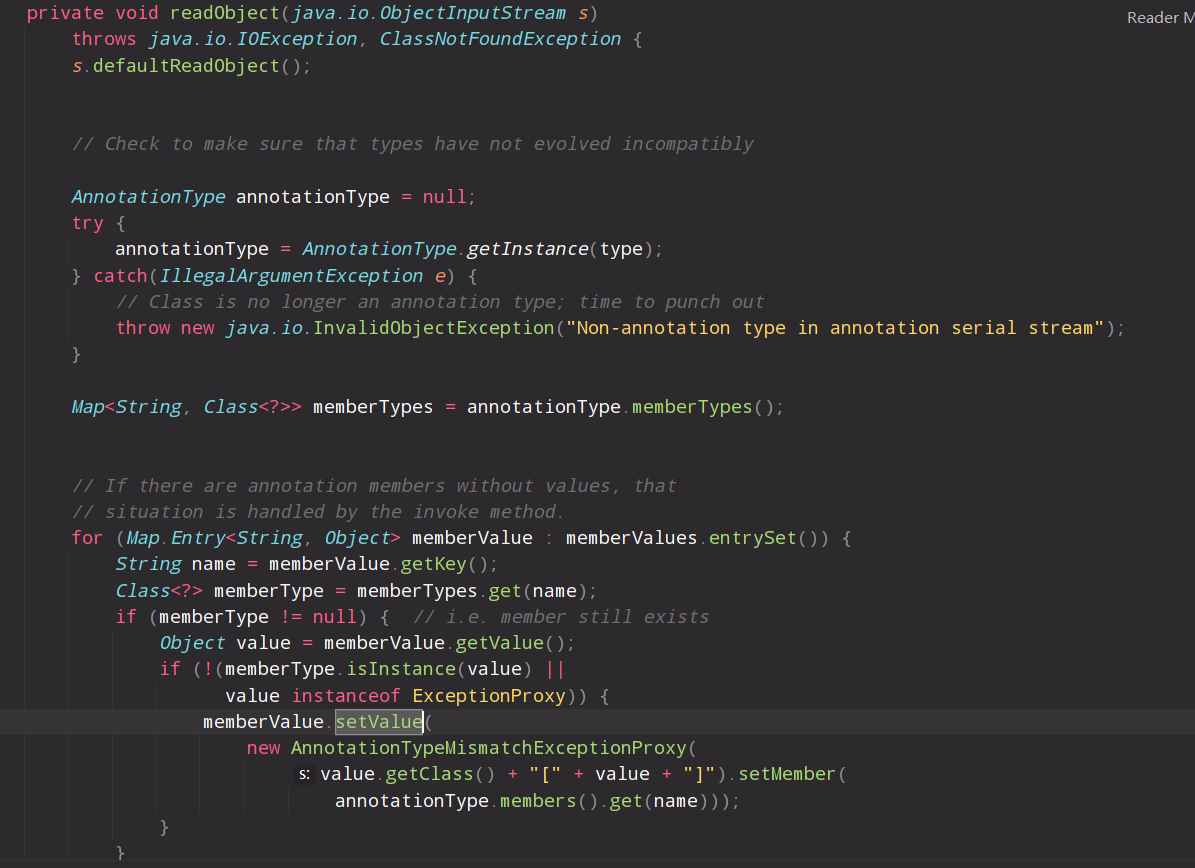 private void readObject(java.io.ObjectInputStream s)
Reader M
throws java.io.IOException, ClassNotFoundException {
s.defaultReadObject();
// Check to make sure that types have not evolved incompatibly
AnnotationType annotationType = null;
try {
annotationType = AnnotationType.getInstance(type);
} catch(IllegalArgumentException e) {
// Class is no longer an annotation type; time to punch out
throw new java.io.InvalidObjectException("Non-annotation type in annotation serial stream");
}
Map<String, Class<?>> memberTypes = annotationType.memberTypes();
// If there are annotation members without values, that
// situation is handled by the invoke method.
for (Map.Entry<String, Object> memberValue : memberValues.entrySet()) {
String name = memberValue.getKey();
Class<?> memberType = memberTypes.get(name);
if (memberType != null) {  // i.e. member still exists
Object value = memberValue.getValue();
if (!(memberType.isInstance(value) ||
value instanceof ExceptionProxy)) {
memberValue.setValue(
new AnnotationTypeMismatchExceptionProxy(
s: value.getClass() + "[" + value + "]").setMember(
annotationType.members().get(name)));
}
}